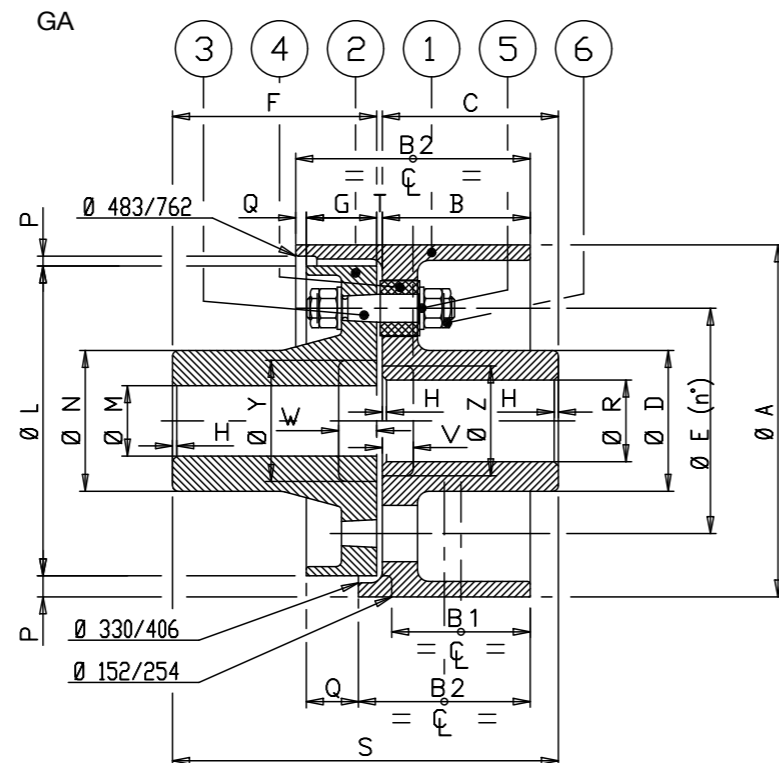 GA
3 4 2 1 5 6
F C
B2
= ℄ =
Ø 483/762 Q G T B
P
Ø L
Ø N
Ø M
H
Ø Y
W
H
V
Ø Z
H
Ø R
Ø D
Ø E (n°)
Ø A
P
Ø 330/406
B1
= ℄ =
Ø 152/254
Q B2
= ℄ =
S